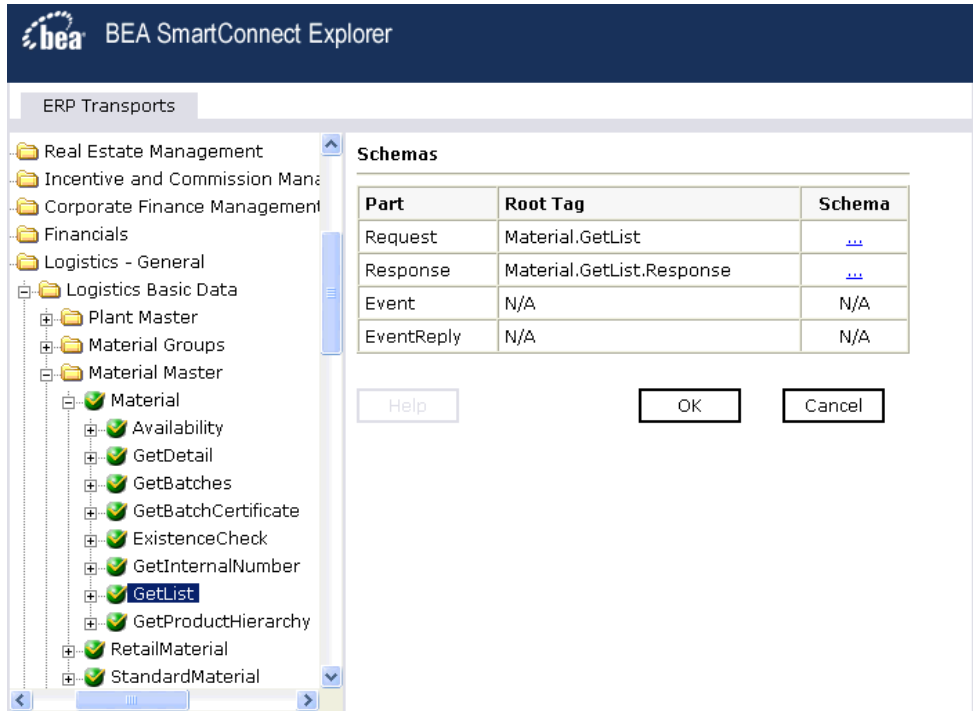 bea BEA SmartConnect Explorer
ERP Transports
Real Estate Management
Incentive and Commission Mana
Corporate Finance Management
Financials
Logistics - General
Logistics Basic Data
Plant Master
Material Groups
Material Master
Material
Availability
GetDetail
GetBatches
GetBatchCertificate
ExistenceCheck
GetInternalNumber
GetList
GetProductHierarchy
RetailMaterial
StandardMaterial
Schemas
Part Root Tag Schema
Request Material.GetList ...
Response Material.GetList.Response ...
Event N/A N/A
EventReply N/A N/A
Help OK Cancel